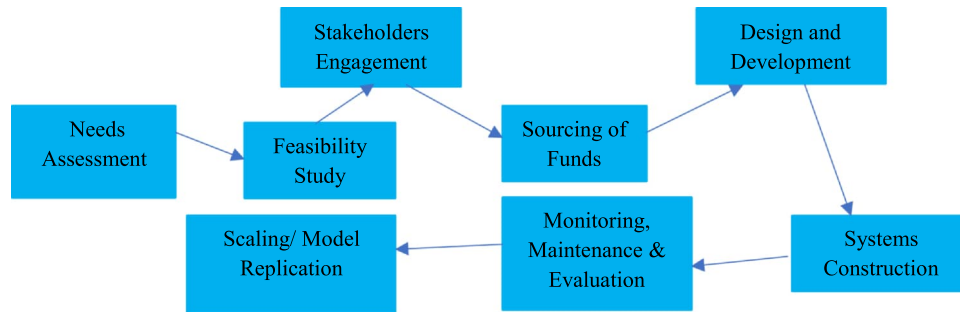 Needs
Assessment
Feasibility
Study
Stakeholders
Engagement
Sourcing of
Funds
Design and
Development
Systems
Construction
Monitoring,
Maintenance &
Evaluation
Scaling/ Model
Replication